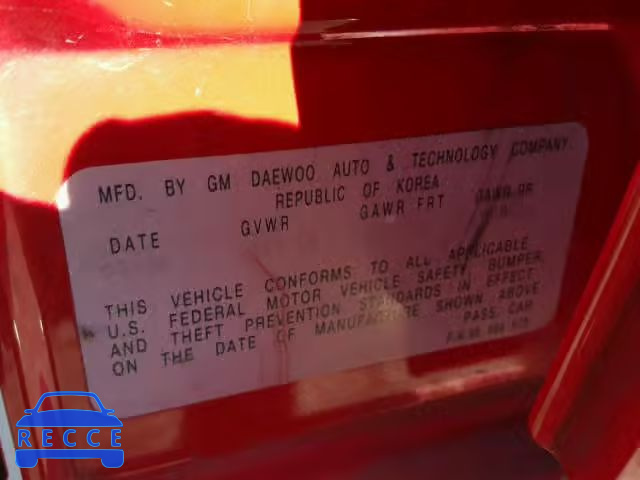 MFD. BY GM DAEWOO AUTO & TECHNOLOGY COMPANY.
REPUBLIC OF KOREA
DATE GVWR GAWR FRT GAWR RR
THIS VEHICLE CONFORMS TO ALL APPLICABLE
U.S. FEDERAL MOTOR VEHICLE SAFETY, BUMPER,
AND THEFT PREVENTION STANDARDS IN EFFECT
ON THE DATE OF MANUFACTURE SHOWN ABOVE
PASS. CAR
P/N
RECCE